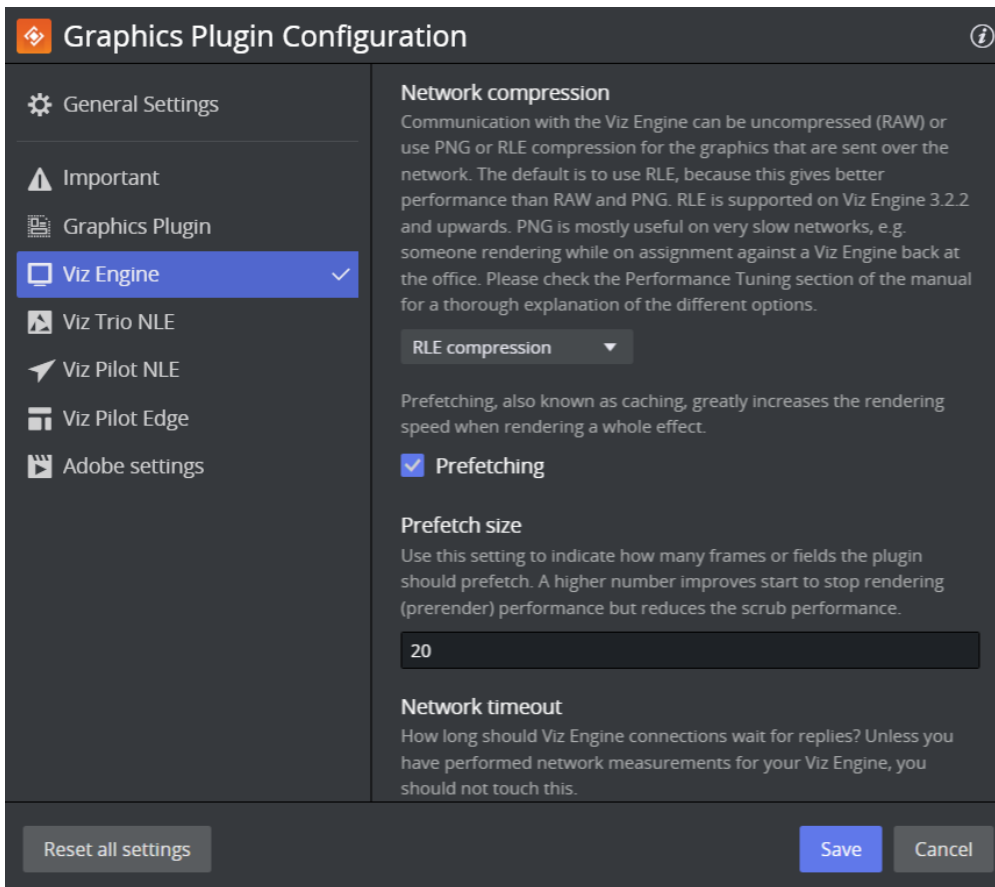 Graphics Plugin Configuration
General Settings
Important
Graphics Plugin
Viz Engine
Viz Trio NLE
Viz Pilot NLE
Viz Pilot Edge
Adobe settings
Network compression
Communication with the Viz Engine can be uncompressed (RAW) or
use PNG or RLE compression for the graphics that are sent over the
network. The default is to use RLE, because this gives better
performance than RAW and PNG. RLE is supported on Viz Engine 3.2.2
and upwards. PNG is mostly useful on very slow networks, e.g.
someone rendering while on assignment against a Viz Engine back at
the office. Please check the Performance Tuning section of the manual
for a thorough explanation of the different options.
RLE compression
Prefetching, also known as caching, greatly increases the rendering
speed when rendering a whole effect.
Prefetching
Prefetch size
Use this setting to indicate how many frames or fields the plugin
should prefetch. A higher number improves start to stop rendering
(prerender) performance but reduces the scrub performance.
20
Network timeout
How long should Viz Engine connections wait for replies? Unless you
have performed network measurements for your Viz Engine, you
should not touch this.
Reset all settings
Save
Cancel